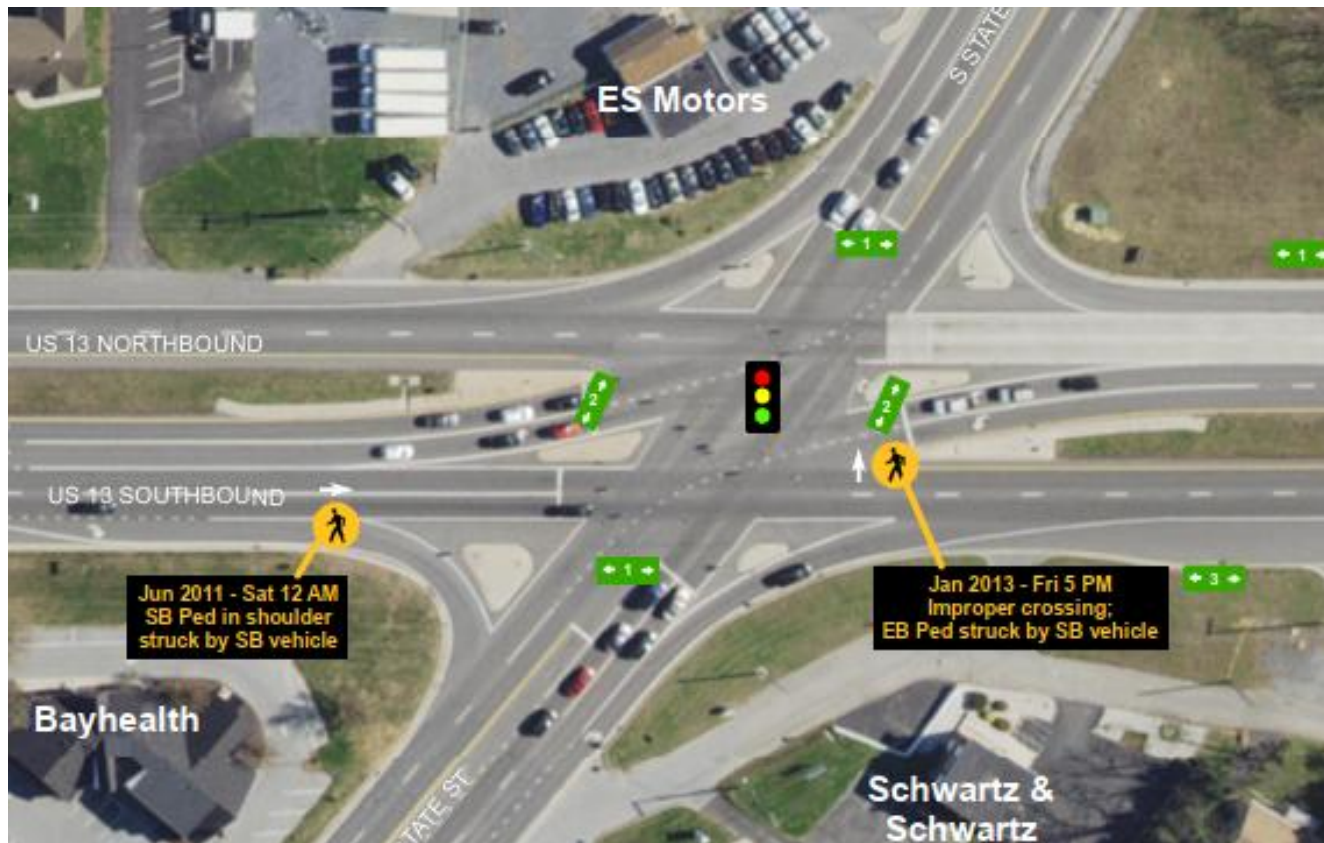 S STATE
ES Motors
← 1 →
← 1
US 13 NORTHBOUND
← 2 →
← 2 →
US 13 SOUTHBOUND
← 1 →
← 3 →
Jun 2011 - Sat 12 AM
SB Ped in shoulder
struck by SB vehicle
Jan 2013 - Fri 5 PM
Improper crossing;
EB Ped struck by SB vehicle
Bayhealth
TATE ST
Schwartz &
Schwartz